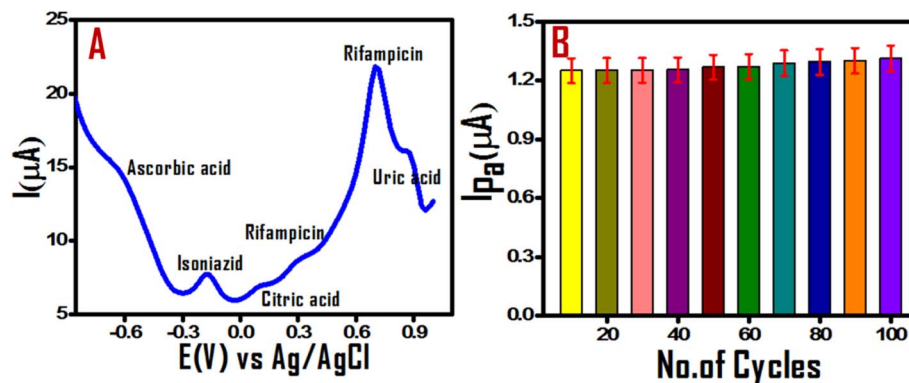 A
25
20
15
10
5
I(μA)
Rifampicin
Ascorbic acid
Uric acid
Rifampicin
Isoniazid
Citric acid
-0.6 -0.3 0.0 0.3 0.6 0.9
E(V) vs Ag/AgCl
B
1.5
1.2
0.9
0.6
0.3
0.0
Ipa(μA)
20 40 60 80 100
No.of Cycles